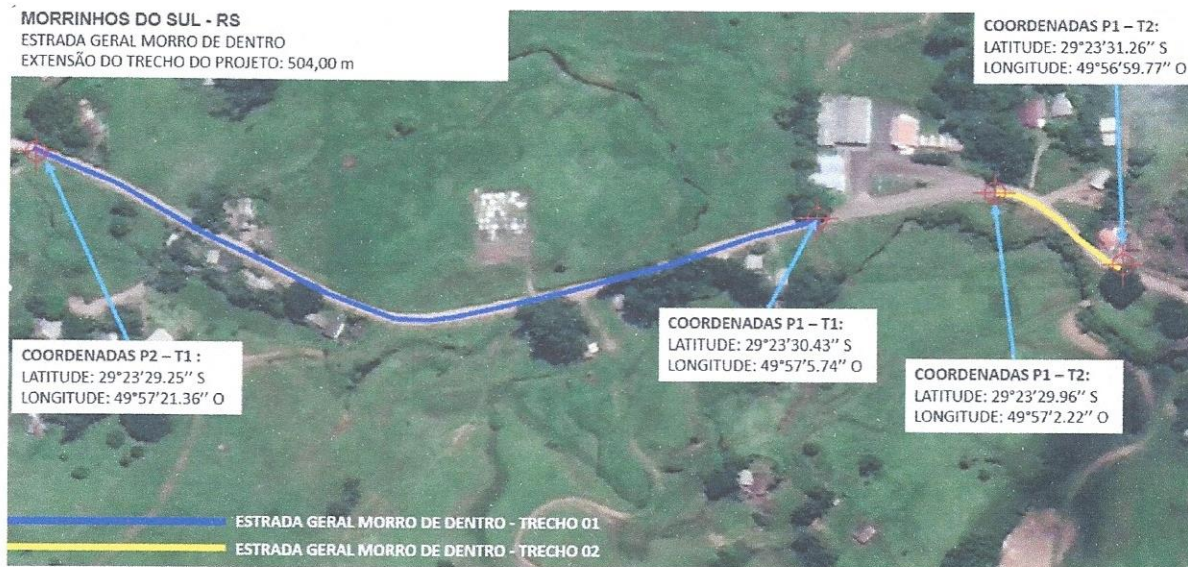 MORRINHOS DO SUL - RS
ESTRADA GERAL MORRO DE DENTRO
EXTENSÃO DO TRECHO DO PROJETO: 504,00 m
COORDENADAS P1 – T2:
LATITUDE: 29°23’31.26’’ S
LONGITUDE: 49°56’59.77’’ O
COORDENADAS P2 – T1 :
LATITUDE: 29°23’29.25’’ S
LONGITUDE: 49°57’21.36’’ O
COORDENADAS P1 – T1:
LATITUDE: 29°23’30.43’’ S
LONGITUDE: 49°57’5.74’’ O
COORDENADAS P1 – T2:
LATITUDE: 29°23’29.96’’ S
LONGITUDE: 49°57’2.22’’ O
ESTRADA GERAL MORRO DE DENTRO - TRECHO 01
ESTRADA GERAL MORRO DE DENTRO - TRECHO 02